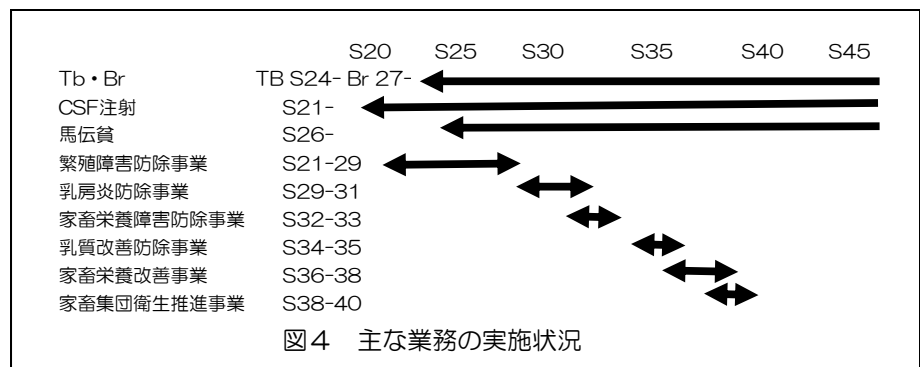 S20 S25 S30 S35 S40 S45
Tb・Br TB S24- Br 27-
CSF注射 S21-
馬伝貧 S26-
繁殖障害防除事業 S21-29
乳房炎防除事業 S29-31
家畜栄養障害防除事業 S32-33
乳質改善防除事業 S34-35
家畜栄養改善事業 S36-38
家畜集団衛生推進事業 S38-40
図4 主な業務の実施状況